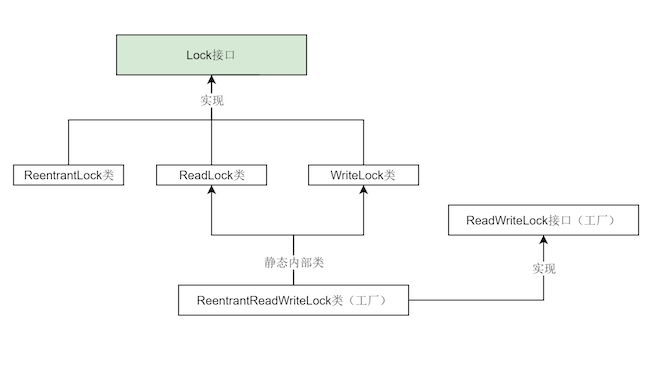 Lock接口
实现
ReentrantLock类
ReadLock类
WriteLock类
ReadWriteLock接口（工厂）
静态内部类
实现
ReentrantReadWriteLock类（工厂）